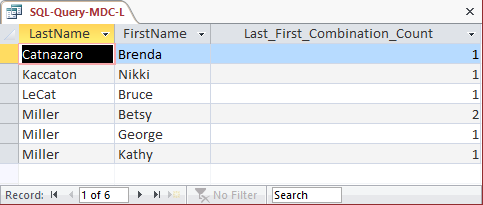 SQL-Query-MDC-L
LastName FirstName Last_First_Combination_Count
Catnazaro Brenda 1
Kaccaton Nikki 1
LeCat Bruce 1
Miller Betsy 2
Miller George 1
Miller Kathy 1
Record: 1 of 6 No Filter Search